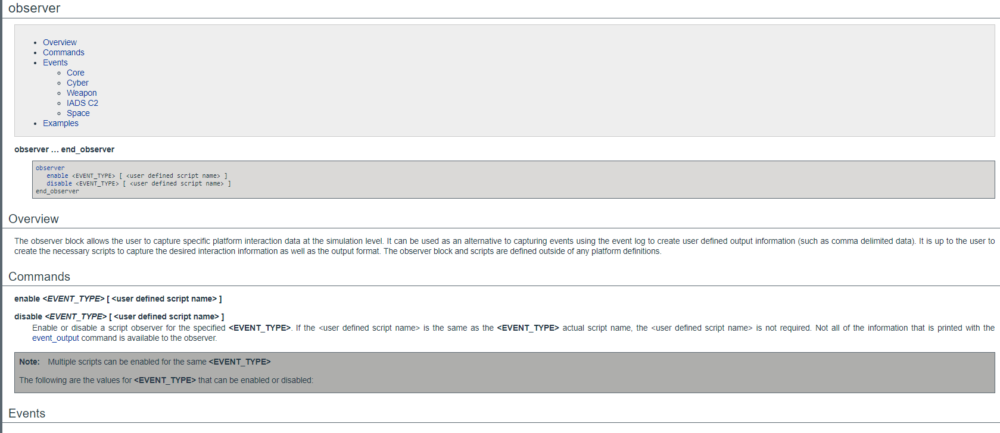 observer
Overview
Commands
Events
Core
Cyber
Weapon
IADS C2
Space
Examples
observer ... end_observer
observer
enable <EVENT_TYPE> [ <user defined script name> ]
disable <EVENT_TYPE> [ <user defined script name> ]
end_observer
Overview
The observer block allows the user to capture specific platform interaction data at the simulation level. It can be used as an alternative to capturing events using the event log to create user defined output information (such as comma delimited data). It is up to the user to
create the necessary scripts to capture the desired interaction information as well as the output format. The observer block and scripts are defined outside of any platform definitions.
Commands
enable <EVENT_TYPE> [ <user defined script name> ]
disable <EVENT_TYPE> [ <user defined script name> ]
Enable or disable a script observer for the specified <EVENT_TYPE>. If the <user defined script name> is the same as the <EVENT_TYPE> actual script name, the <user defined script name> is not required. Not all of the information that is printed with the
event_output command is available to the observer.
Note: Multiple scripts can be enabled for the same <EVENT_TYPE>
The following are the values for <EVENT_TYPE> that can be enabled or disabled:
Events